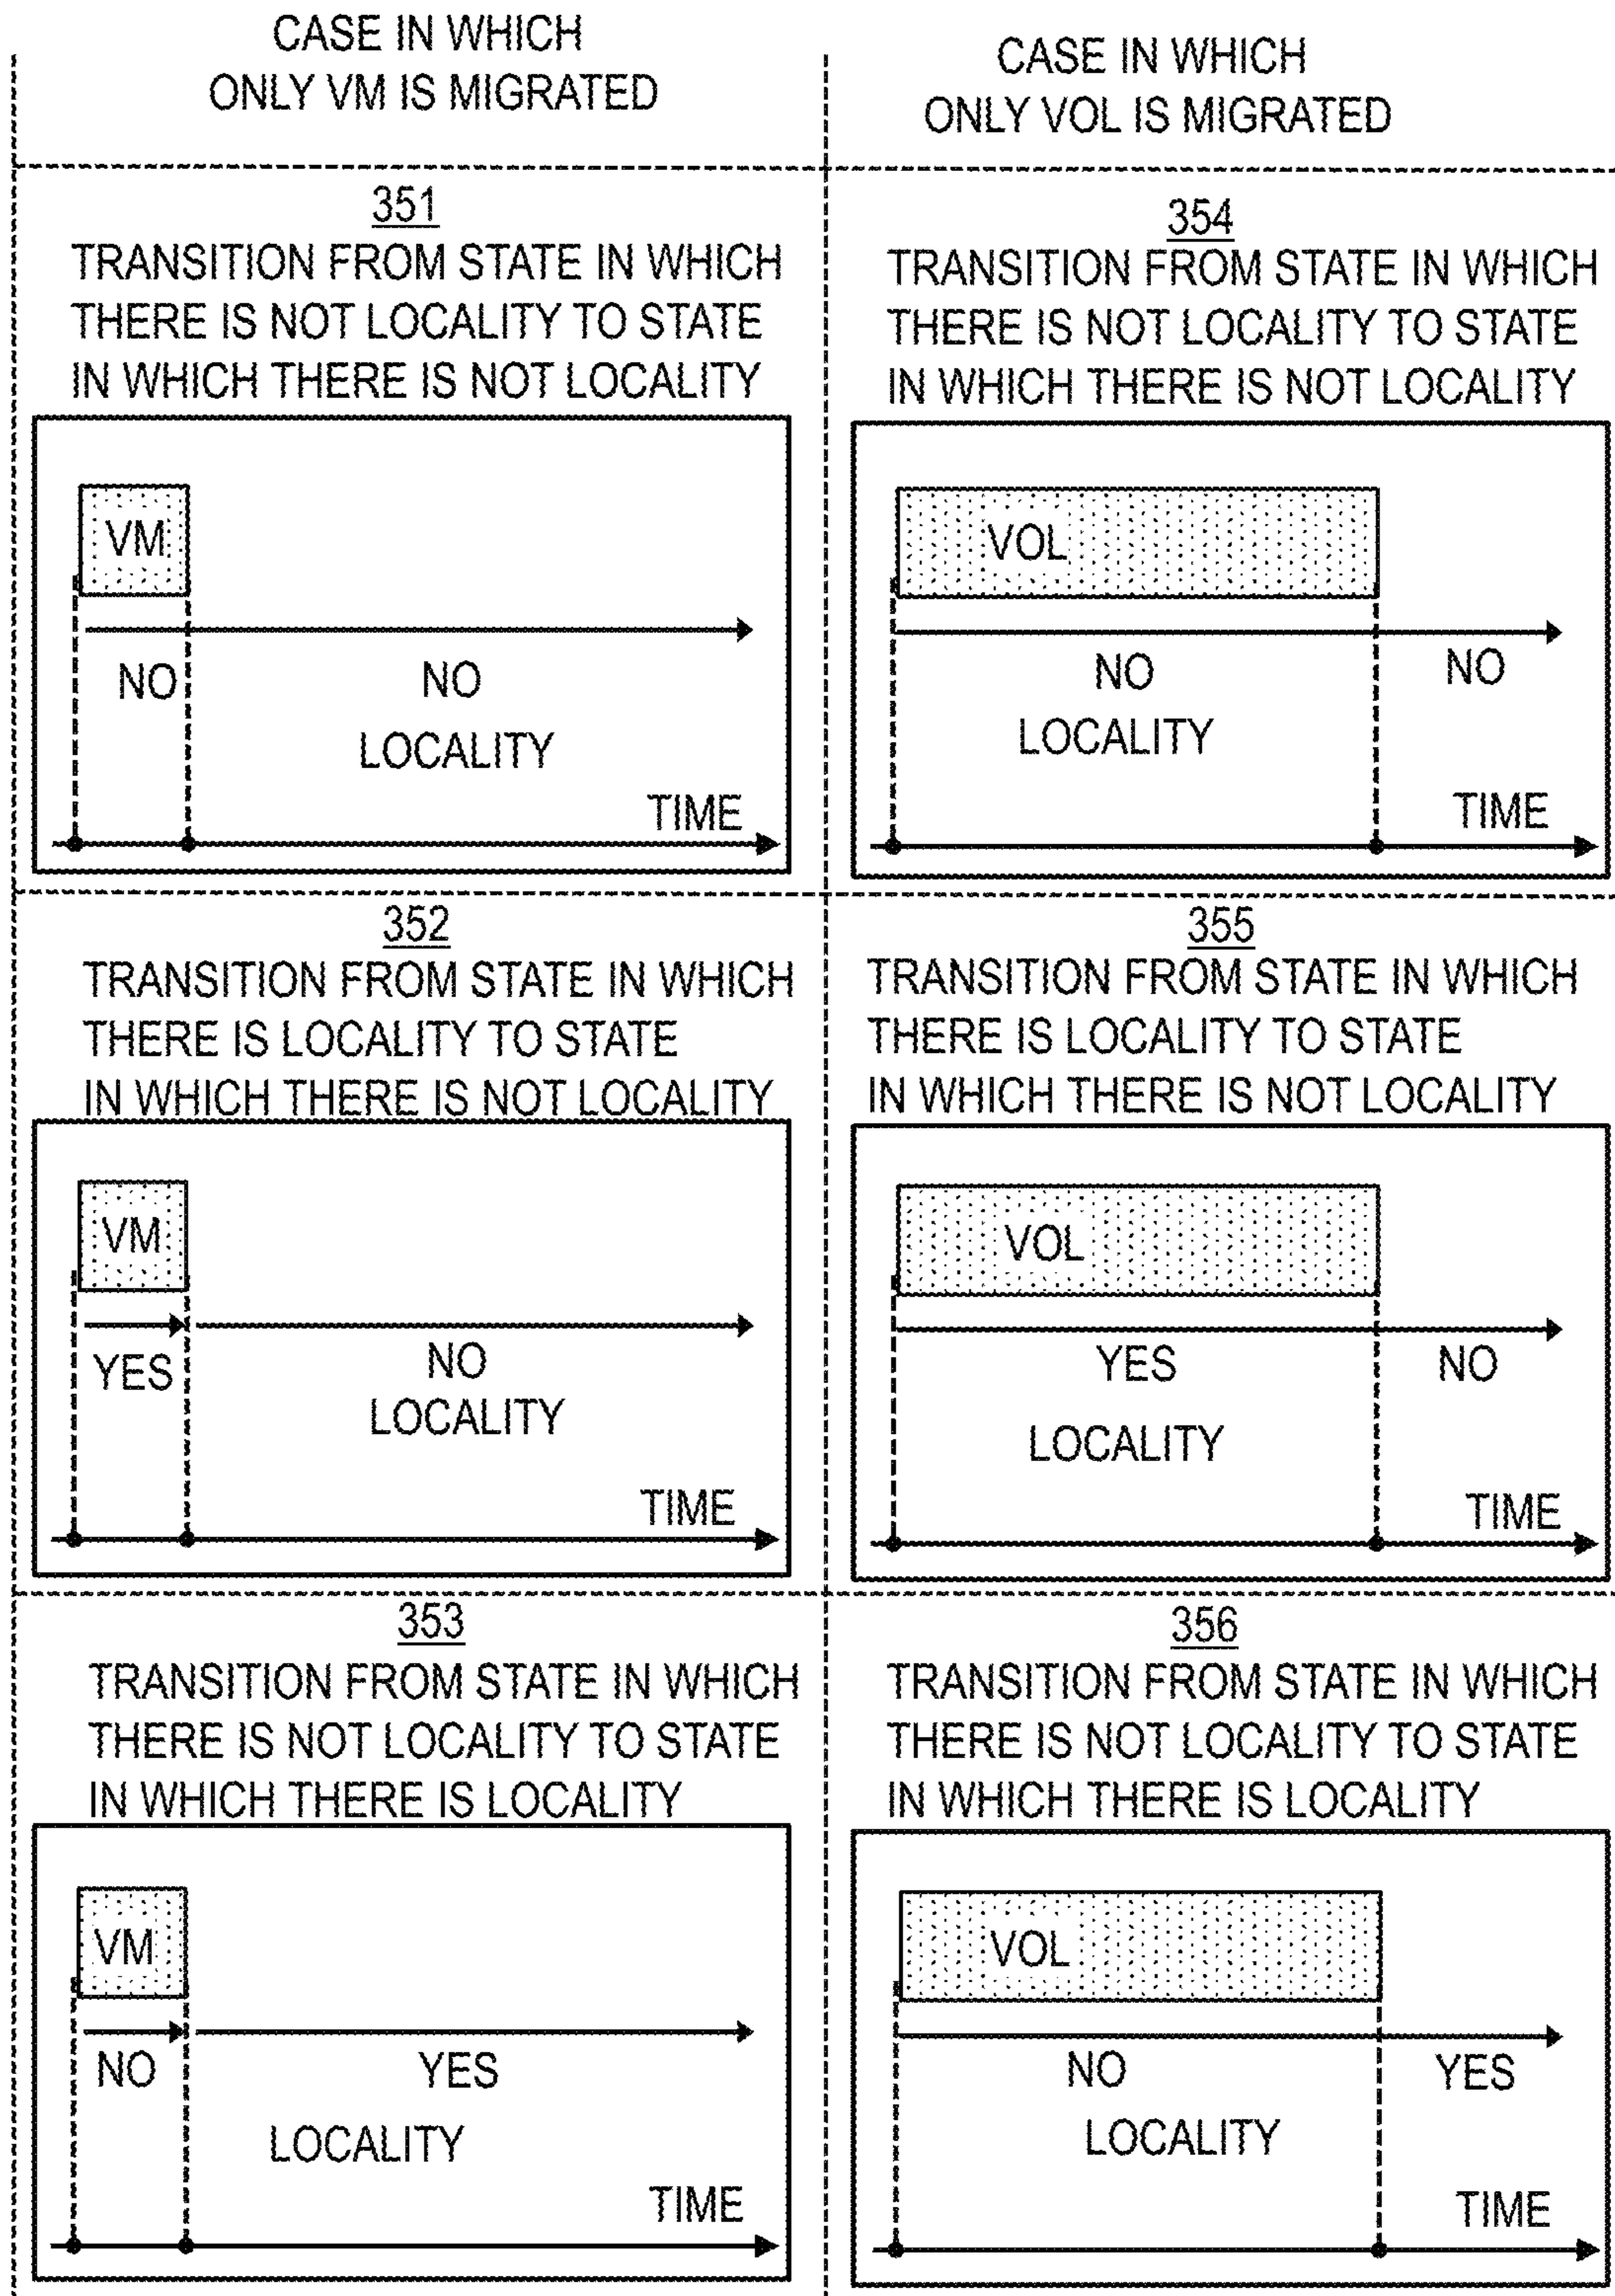 CASE IN WHICH
ONLY VM IS MIGRATED
CASE IN WHICH
ONLY VOL IS MIGRATED
351
TRANSITION FROM STATE IN WHICH
THERE IS NOT LOCALITY TO STATE
IN WHICH THERE IS NOT LOCALITY
VM
NO
NO
LOCALITY
TIME
354
TRANSITION FROM STATE IN WHICH
THERE IS NOT LOCALITY TO STATE
IN WHICH THERE IS NOT LOCALITY
VOL
NO
NO
LOCALITY
TIME
352
TRANSITION FROM STATE IN WHICH
THERE IS LOCALITY TO STATE
IN WHICH THERE IS NOT LOCALITY
VM
YES
NO
LOCALITY
TIME
355
TRANSITION FROM STATE IN WHICH
THERE IS LOCALITY TO STATE
IN WHICH THERE IS NOT LOCALITY
VOL
YES
NO
LOCALITY
TIME
353
TRANSITION FROM STATE IN WHICH
THERE IS NOT LOCALITY TO STATE
IN WHICH THERE IS LOCALITY
VM
NO
YES
LOCALITY
TIME
356
TRANSITION FROM STATE IN WHICH
THERE IS NOT LOCALITY TO STATE
IN WHICH THERE IS LOCALITY
VOL
NO
YES
LOCALITY
TIME